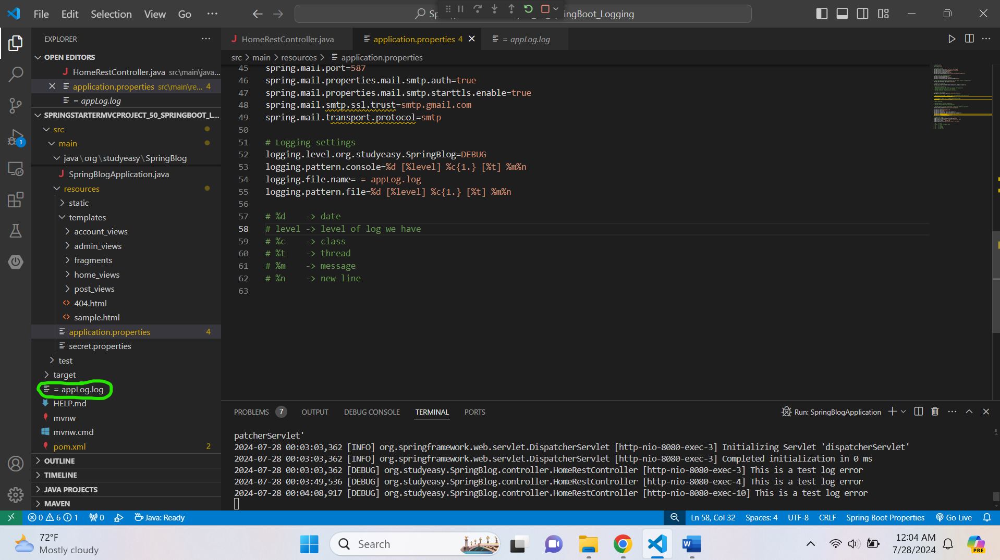 File Edit Selection View Go ··· Sp ingBoot_Logging
EXPLORER ···
OPEN EDITORS
HomeRestController.java src\main\java...
application.properties src\main\re... 4
= appLog.log
SPRINGSTARTERMVCPROJECT_50_SPRINGBOOT_L...
src
main
java\org\studyeasy\SpringBlog
SpringBlogApplication.java
resources
static
templates
account_views
admin_views
fragments
home_views
post_views
404.html
sample.html
application.properties 4
secret.properties
test
target
= appLog.log
HELP.md
mvnw
mvnw.cmd
pom.xml 2
OUTLINE
TIMELINE
JAVA PROJECTS
MAVEN
1
HomeRestController.java application.properties 4 = appLog.log
src > main > resources > application.properties
45 spring.mail.port=587
46 spring.mail.properties.mail.smtp.auth=true
47 spring.mail.properties.mail.smtp.starttls.enable=true
48 spring.mail.smtp.ssl.trust=smtp.gmail.com
49 spring.mail.transport.protocol=smtp
50
51 # Logging settings
52 logging.level.org.studyeasy.SpringBlog=DEBUG
53 logging.pattern.console=%d [%level] %c{1.} [%t] %m%n
54 logging.file.name= = appLog.log
55 logging.pattern.file=%d [%level] %c{1.} [%t] %m%n
56
57 # %d -> date
58 # level -> level of log we have
59 # %c -> class
60 # %t -> thread
61 # %m -> message
62 # %n -> new line
63
PROBLEMS 7 OUTPUT DEBUG CONSOLE TERMINAL PORTS Run: SpringBlogApplication
patcherServlet'
2024-07-28 00:03:03,362 [INFO] org.springframework.web.servlet.DispatcherServlet [http-nio-8080-exec-3] Initializing Servlet 'dispatcherServlet'
2024-07-28 00:03:03,362 [INFO] org.springframework.web.servlet.DispatcherServlet [http-nio-8080-exec-3] Completed initialization in 0 ms
2024-07-28 00:03:03,362 [DEBUG] org.studyeasy.SpringBlog.controller.HomeRestController [http-nio-8080-exec-3] This is a test log error
2024-07-28 00:03:49,536 [DEBUG] org.studyeasy.SpringBlog.controller.HomeRestController [http-nio-8080-exec-4] This is a test log error
2024-07-28 00:04:08,917 [DEBUG] org.studyeasy.SpringBlog.controller.HomeRestController [http-nio-8080-exec-10] This is a test log error
0 6 1 0 Java: Ready Ln 58, Col 32 Spaces: 4 UTF-8 CRLF Spring Boot Properties Go Live
72°F
Mostly cloudy
Search
12:04 AM
7/28/2024
PRE